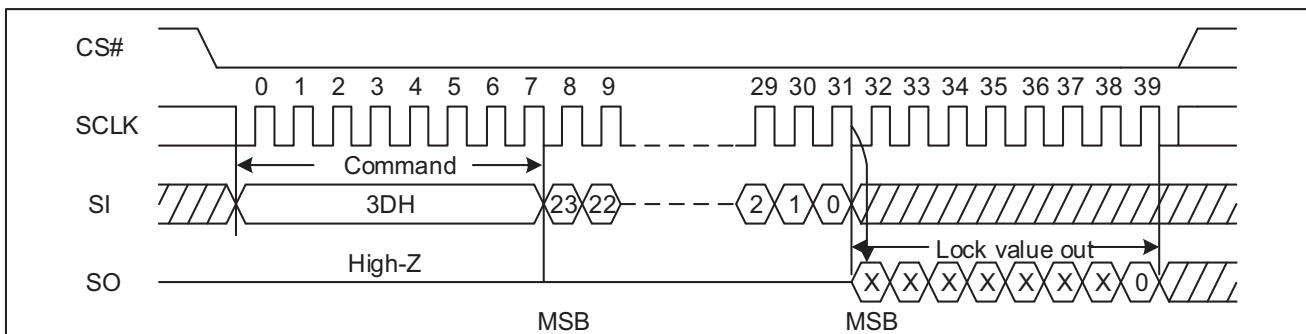 CS#
0 1 2 3 4 5 6 7 8 9 29 30 31 32 33 34 35 36 37 38 39
SCLK
Command
SI 3DH 23 22 2 1 0
Lock value out
High-Z
SO X X X X X X X 0
MSB MSB